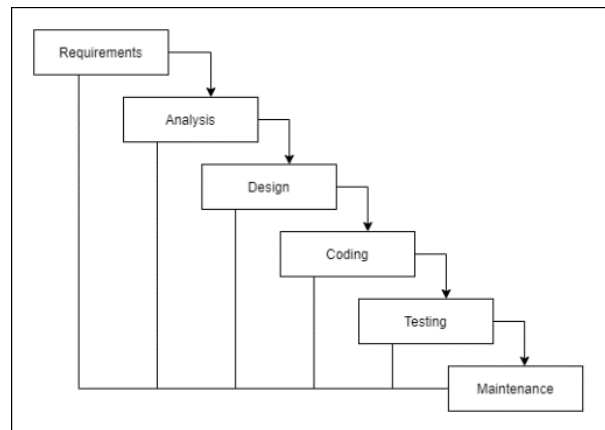 Requirements
Analysis
Design
Coding
Testing
Maintenance